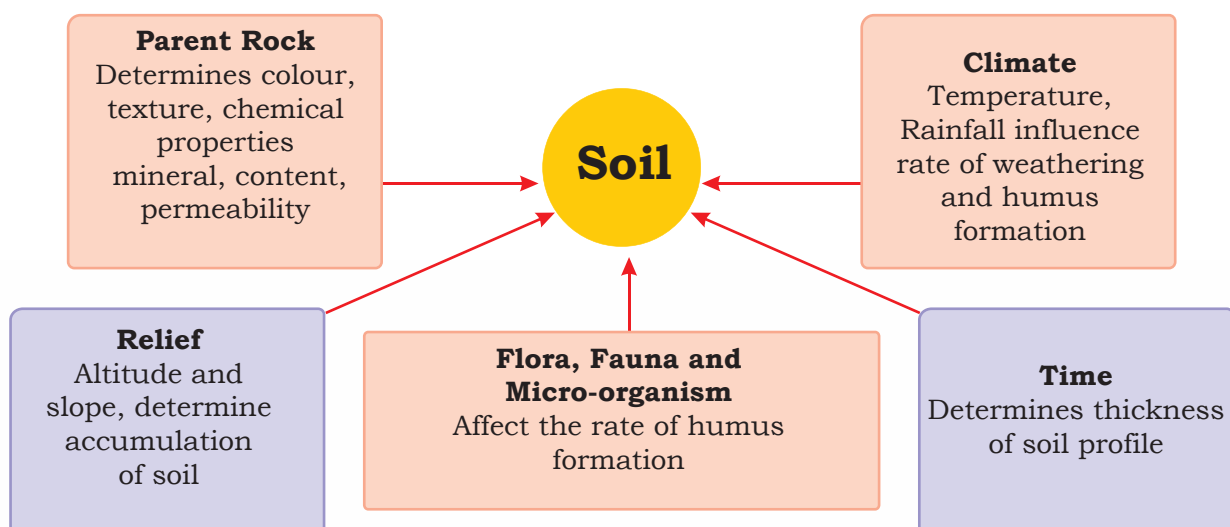 Parent Rock
Determines colour,
texture, chemical
properties
mineral, content,
permeability
Soil
Climate
Temperature,
Rainfall influence
rate of weathering
and humus
formation
Relief
Altitude and
slope, determine
accumulation
of soil
Flora, Fauna and
Micro-organism
Affect the rate of humus
formation
Time
Determines thickness
of soil profile